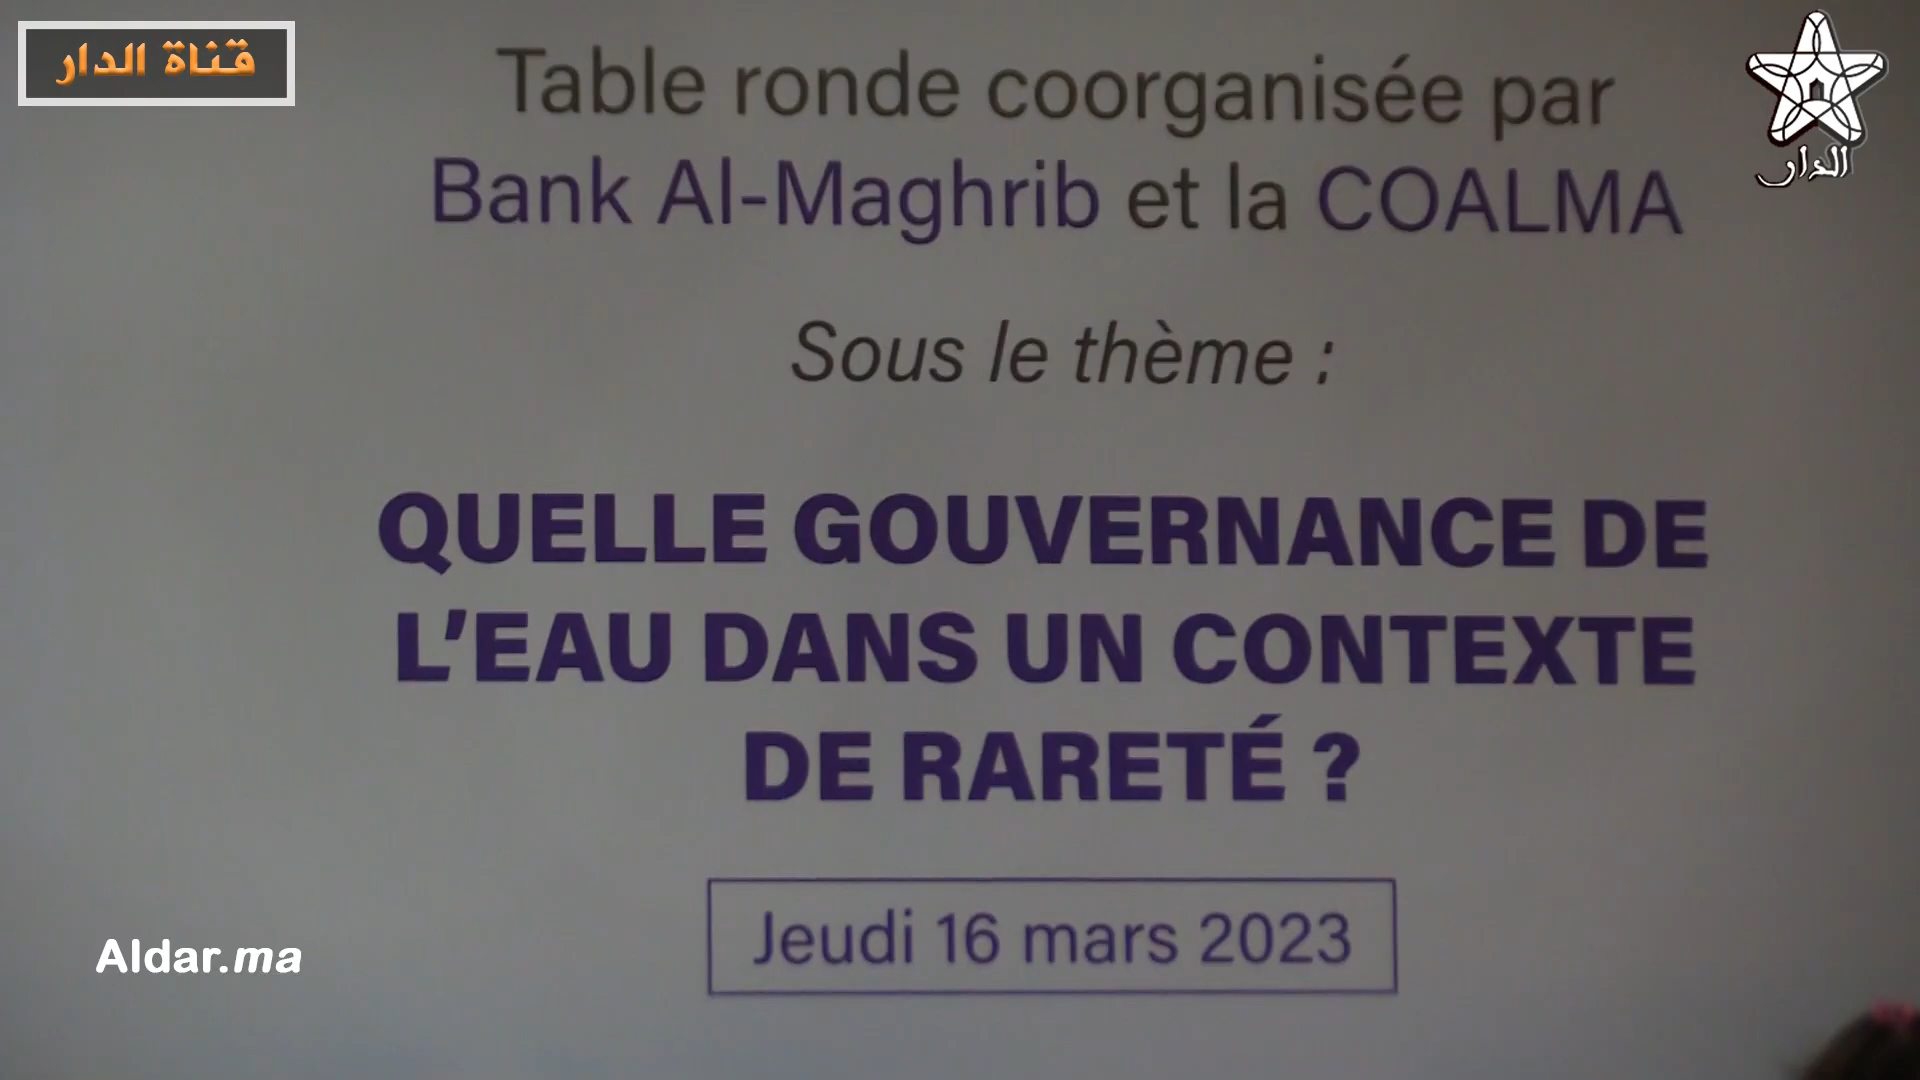 قناة الدار
الدار
Table ronde coorganisée par
Bank Al-Maghrib et la COALMA
Sous le thème :
QUELLE GOUVERNANCE DE
L’EAU DANS UN CONTEXTE
DE RARETÉ ?
Jeudi 16 mars 2023
Aldar.ma